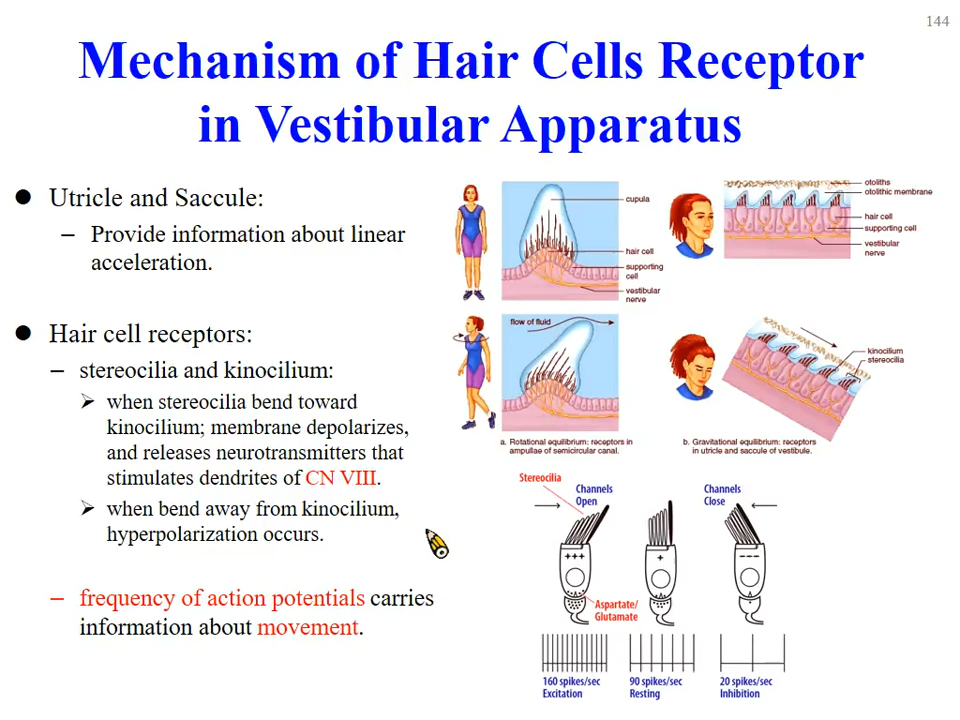 144
Mechanism of Hair Cells Receptor
in Vestibular Apparatus
● Utricle and Saccule:
– Provide information about linear
acceleration.
● Hair cell receptors:
– stereocilia and kinocilium:
➢ when stereocilia bend toward
kinocilium; membrane depolarizes,
and releases neurotransmitters that
stimulates dendrites of CN VIII.
➢ when bend away from kinocilium,
hyperpolarization occurs.
– frequency of action potentials carries
information about movement.
cupula
hair cell
supporting
cell
vestibular
nerve
otoliths
otolithic membrane
hair cell
supporting cell
vestibular
nerve
flow of fluid
kinocilium
stereocilia
a. Rotational equilibrium: receptors in
ampullae of semicircular canal.
b. Gravitational equilibrium: receptors
in utricle and saccule of vestibule.
Stereocilia
Channels
Open
Channels
Close
+++
+
---
Aspartate/
Glutamate
160 spikes/sec
Excitation
90 spikes/sec
Resting
20 spikes/sec
Inhibition